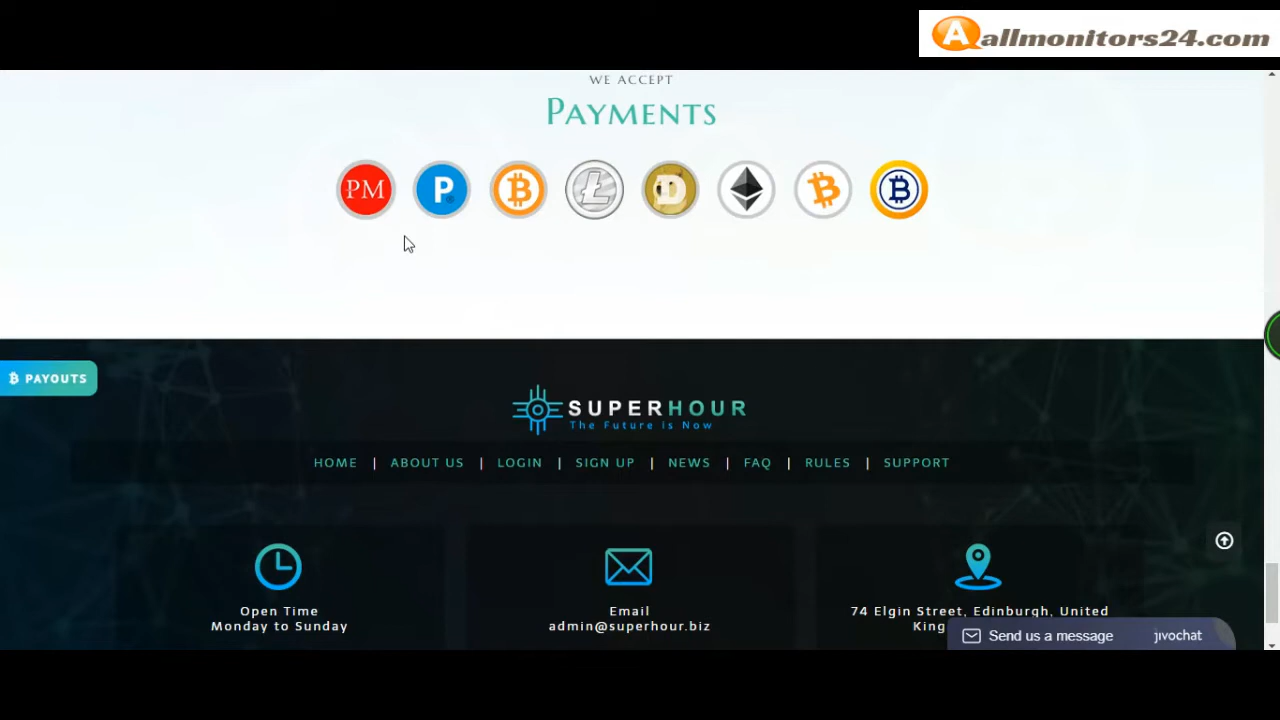 allmonitors24.com
WE ACCEPT
PAYMENTS
PM
PAYOUTS
SUPERHOUR
The Future Is Now
HOME | ABOUT US | LOGIN | SIGN UP | NEWS | FAQ | RULES | SUPPORT
Open Time
Monday to Sunday
Email
admin@superhour.biz
74 Elgin Street, Edinburgh, United
King
Send us a message jivochat